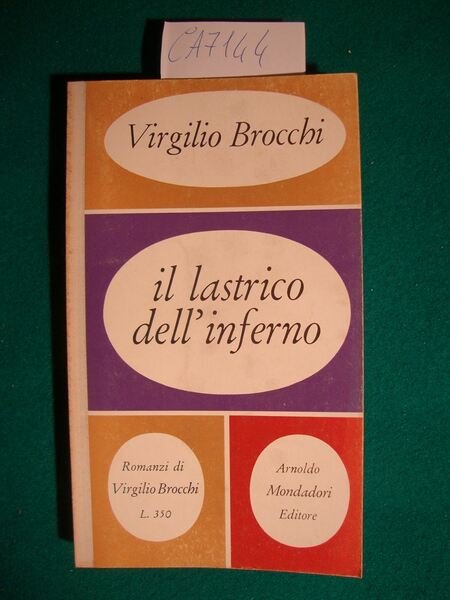 CA7144
Virgilio Brocchi
il lastrico
dell'inferno
Romanzi di
Virgilio Brocchi
L. 350
Arnoldo
Mondadori
Editore